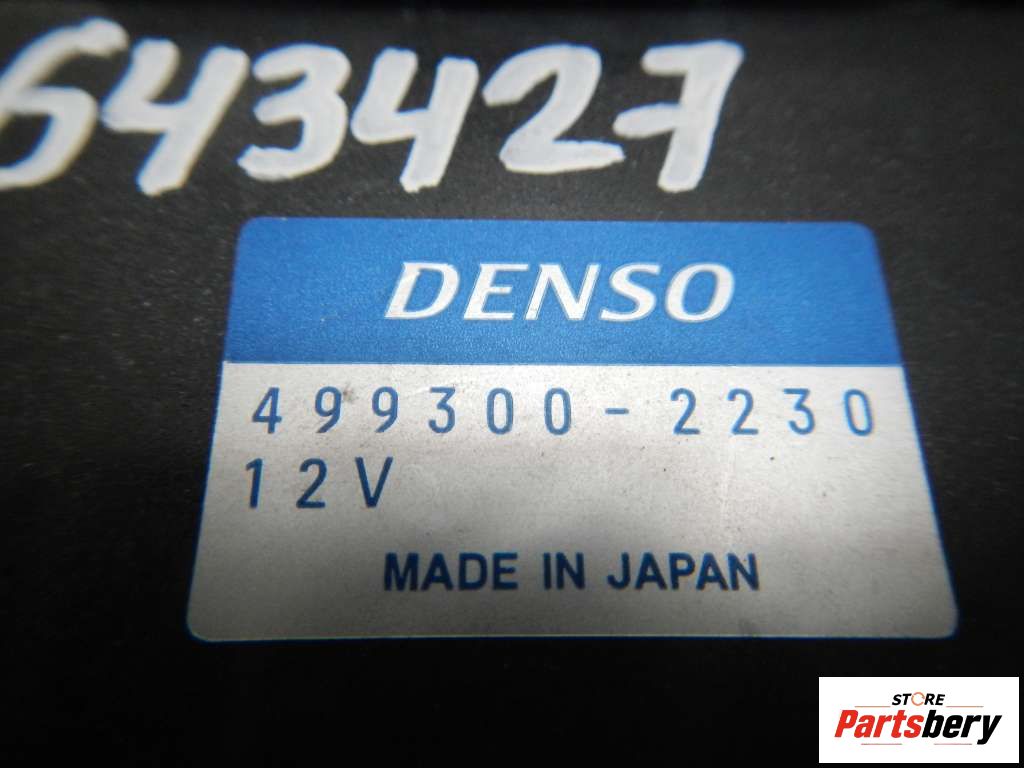 643427
DENSO
499300-2230
12V
MADE IN JAPAN
STORE
Partsbery